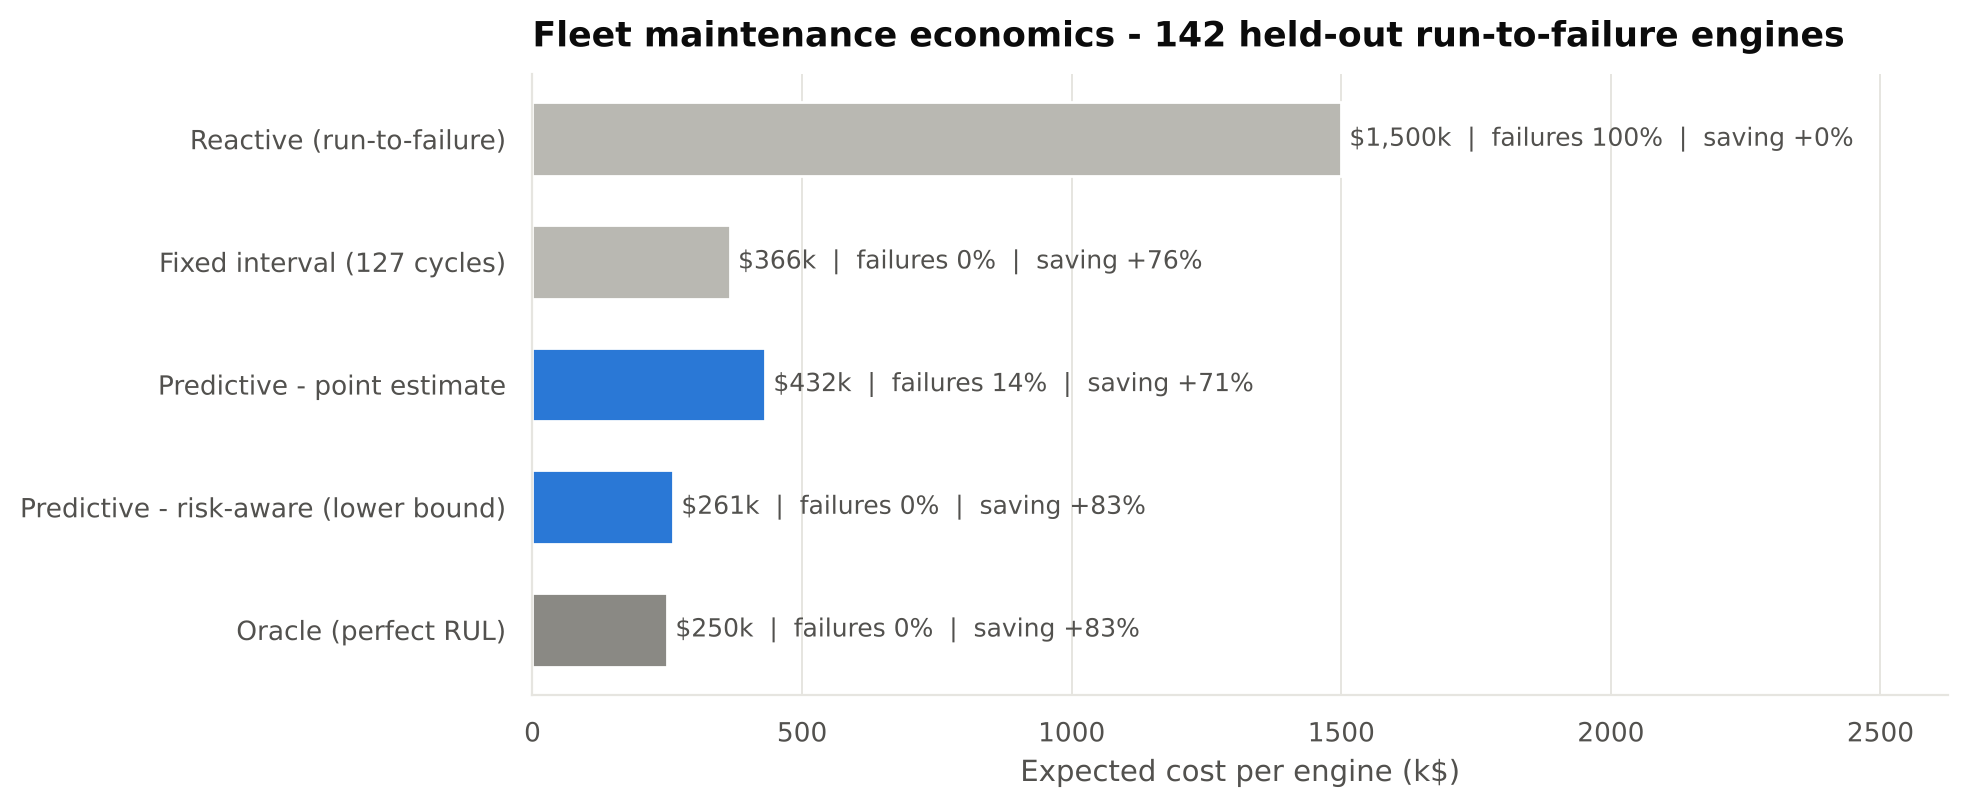 Fleet maintenance economics - 142 held-out run-to-failure engines
Reactive (run-to-failure)
$1,500k | failures 100% | saving +0%
Fixed interval (127 cycles)
$366k | failures 0% | saving +76%
Predictive - point estimate
$432k | failures 14% | saving +71%
Predictive - risk-aware (lower bound)
$261k | failures 0% | saving +83%
Oracle (perfect RUL)
$250k | failures 0% | saving +83%
0 500 1000 1500 2000 2500
Expected cost per engine (k$)